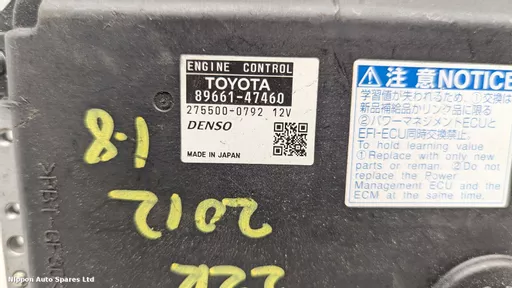 ENGINE CONTROL
TOYOTA
89661-47460
275500-0792 12V
DENSO
MADE IN JAPAN
⚠注意NOTICE
学習値が失われるため、①交換は
新品補給品かリンク品に限る
②パワーマネジメントECUと
EFI-ECU同時交換禁止。
To hold learning value
①Replace with only new
parts or reman. ②Do not
replace the Power
Management ECU and the
ECM at the same time.
1.8
2012
>PBT-GF30
Nippon Auto Spares Ltd